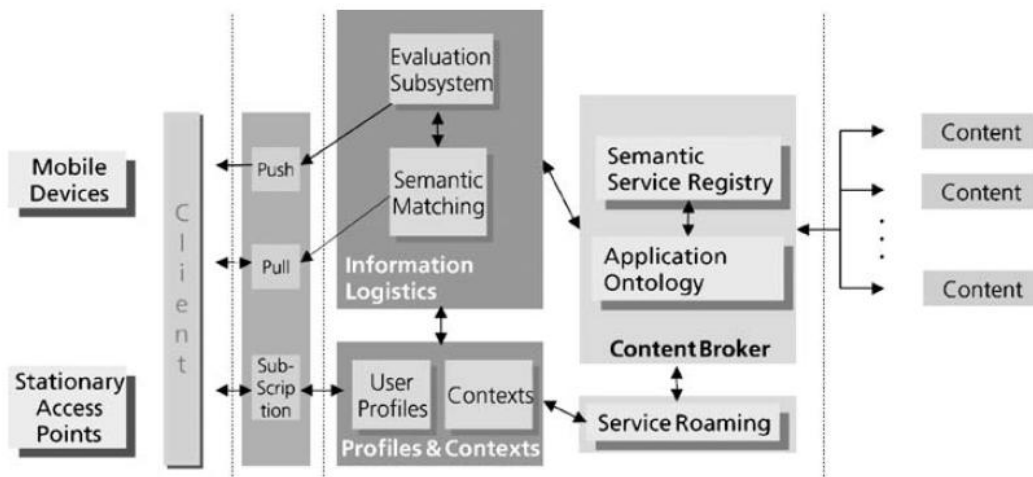 Mobile
Devices
Stationary
Access
Points
Client
Push
Pull
Sub-
Scrip
tion
Evaluation
Subsystem
Semantic
Matching
Information
Logistics
User
Profiles
Contexts
Profiles & Contexts
Semantic
Service Registry
Application
Ontology
Content Broker
Service Roaming
Content
Content
Content